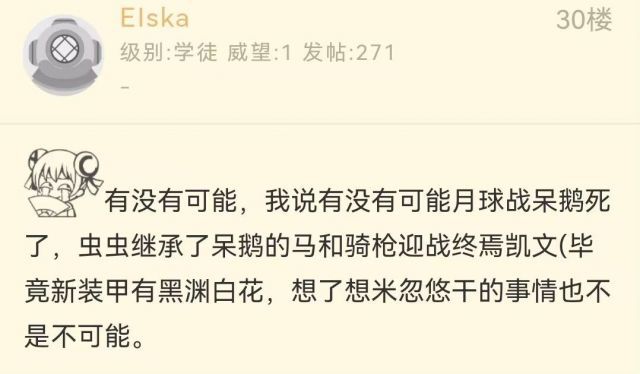 Elska
30楼
级别:学徒 威望:1 发帖:271
-
有没有可能，我说有没有可能月球战呆鹅死
了，虫虫继承了呆鹅的马和骑枪迎战终焉凯文(毕
竟新装甲有黑渊白花，想了想米忽悠干的事情也不
是不可能。